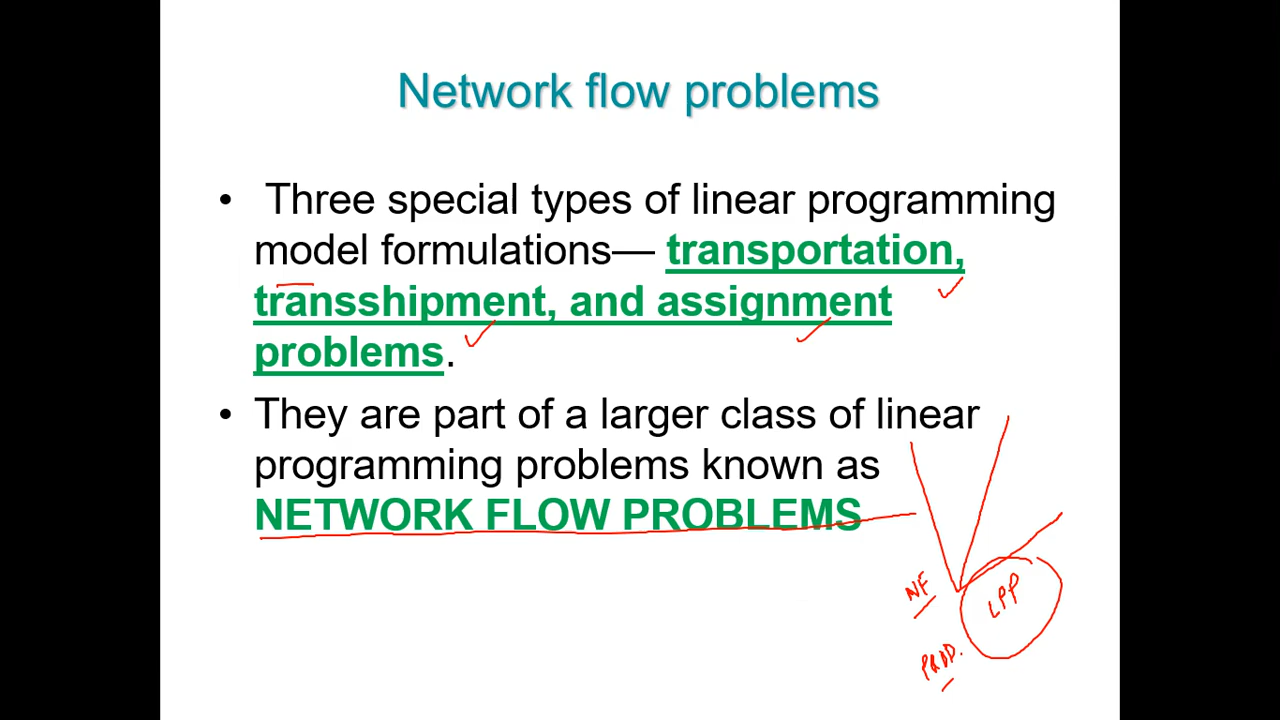 Network flow problems
• Three special types of linear programming
model formulations— transportation,
transshipment, and assignment
problems.
• They are part of a larger class of linear
programming problems known as
NETWORK FLOW PROBLEMS
NF
LPP
PROD.